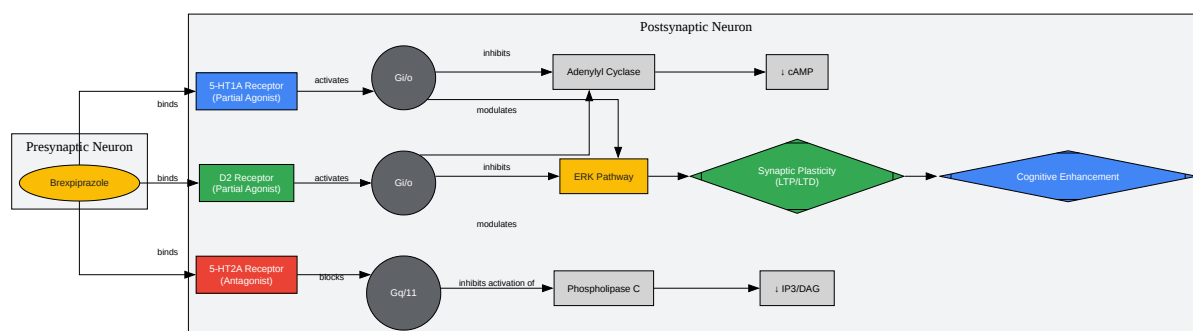 Postsynaptic Neuron
inhibits
Adenylyl Cyclase
↓ cAMP
5-HT1A Receptor
(Partial Agonist)
activates
Gi/o
binds
modulates
Presynaptic Neuron
Brexpiprazole
binds
D2 Receptor
(Partial Agonist)
activates
Gi/o
inhibits
ERK Pathway
Synaptic Plasticity
(LTP/LTD)
Cognitive Enhancement
modulates
binds
5-HT2A Receptor
(Antagonist)
blocks
Gq/11
inhibits activation of
Phospholipase C
↓ IP3/DAG